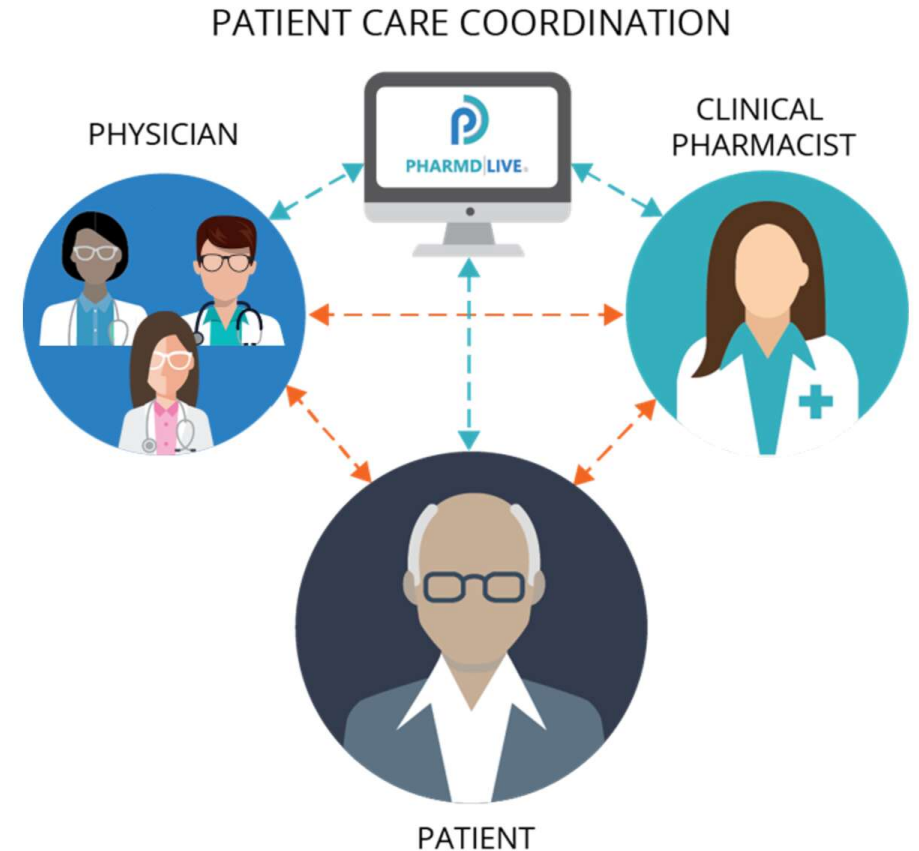 PATIENT CARE COORDINATION
PHYSICIAN
PHARMD|LIVE®
CLINICAL
PHARMACIST
PATIENT